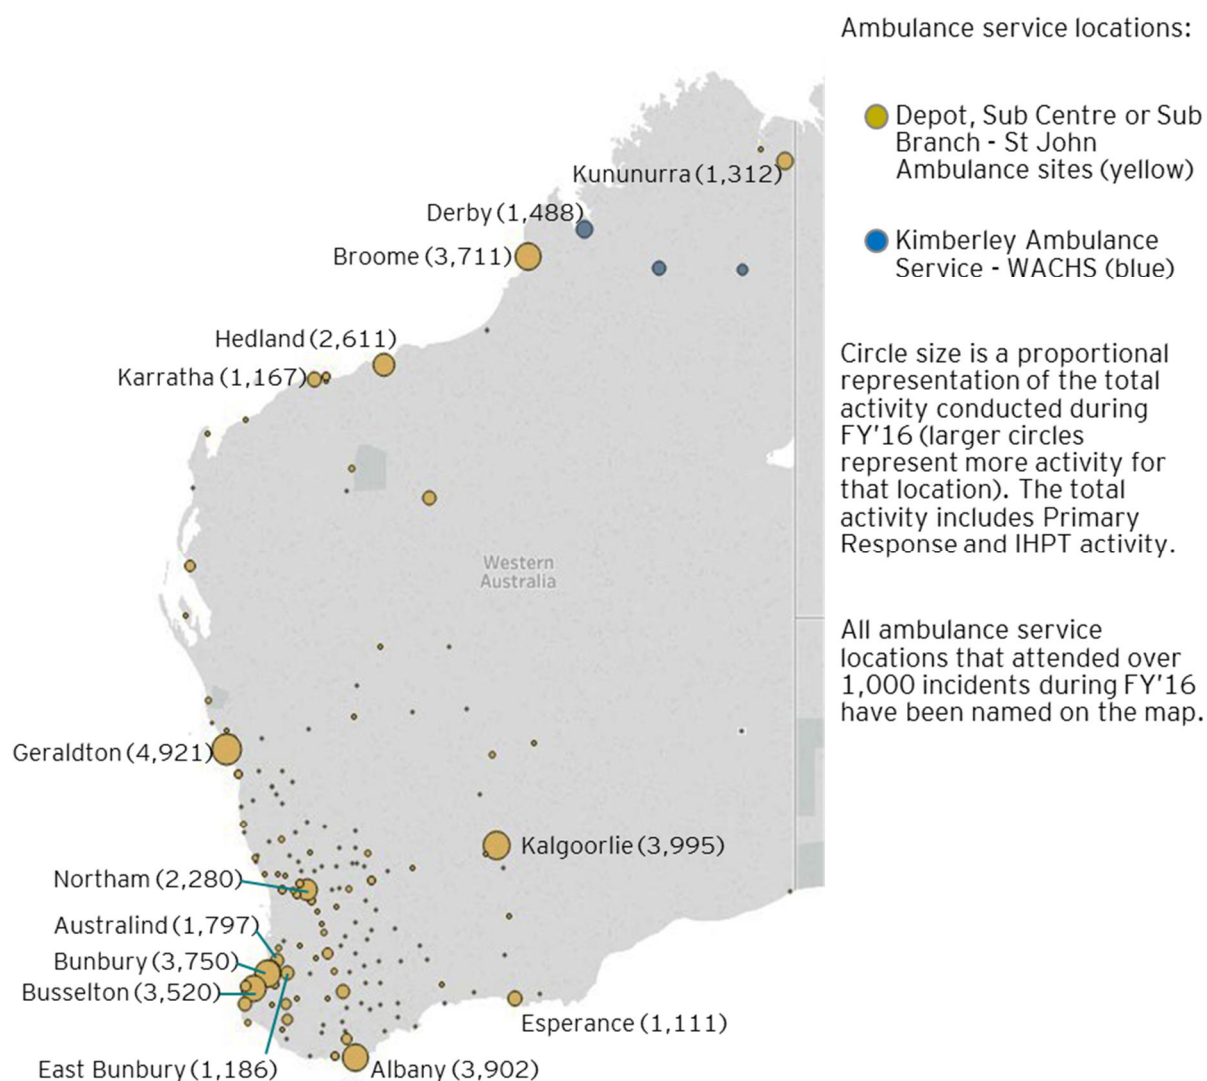 Ambulance service locations:
Depot, Sub Centre or Sub
Branch - St John
Ambulance sites (yellow)
Kimberley Ambulance
Service - WACHS (blue)
Circle size is a proportional
representation of the total
activity conducted during
FY'16 (larger circles
represent more activity for
that location). The total
activity includes Primary
Response and IHPT activity.
All ambulance service
locations that attended over
1,000 incidents during FY'16
have been named on the map.
Kununurra (1,312)
Derby (1,488)
Broome (3,711)
Hedland (2,611)
Karratha (1,167)
Western
Australia
Geraldton (4,921)
Kalgoorlie (3,995)
Northam (2,280)
Australind (1,797)
Bunbury (3,750)
Busselton (3,520)
Esperance (1,111)
East Bunbury (1,186)
Albany (3,902)